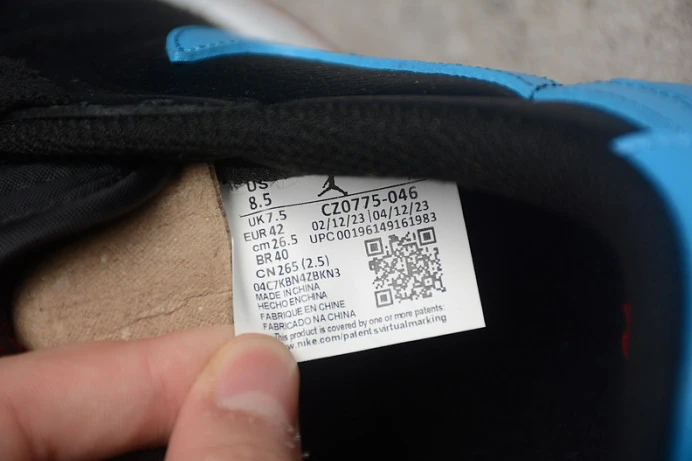 US
8.5
UK 7.5
EUR 42
cm 26.5
BR 40
CN 265 (2.5)
04C7KBN4ZBKN3
MADE IN CHINA
HECHO EN CHINA
FABRIQUE EN CHINE
FABRICADO NA CHINA
CZ0775-046
02/12/23 | 04/12/23
UPC 00196149161983
This product is covered by one or more patents:
w.nike.com/patentsvirtualmarking